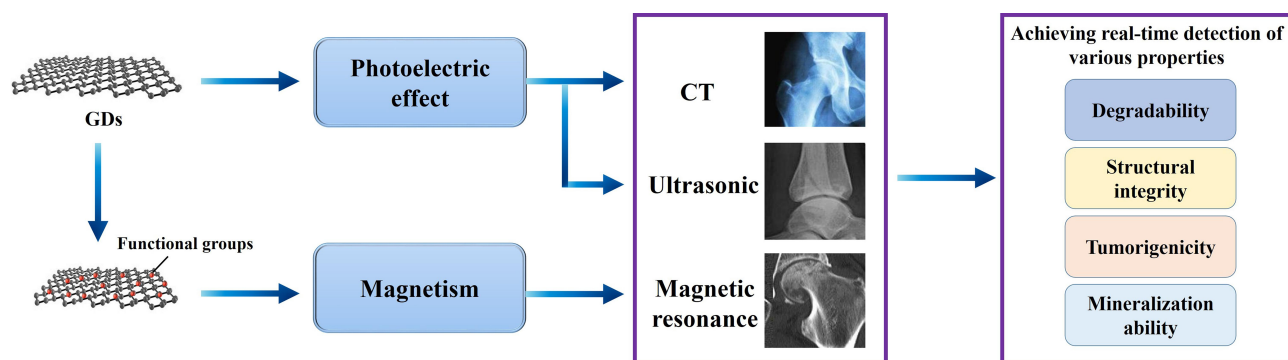 GDs
Functional groups
Photoelectric
effect
Magnetism
CT
Ultrasonic
Magnetic
resonance
Achieving real-time detection of
various properties
Degradability
Structural
integrity
Tumorigenicity
Mineralization
ability